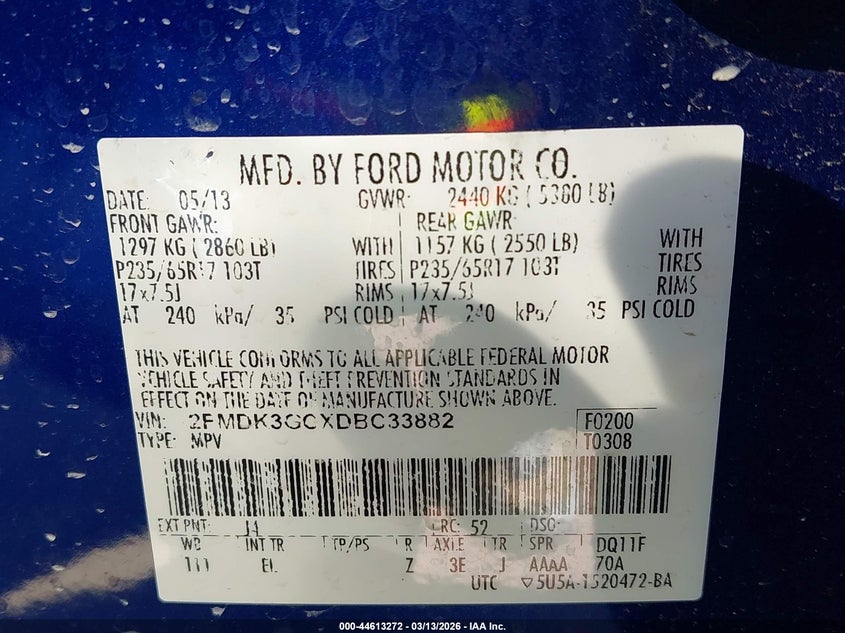 MFD. BY FORD MOTOR CO.
DATE: 05/13 GVWR: 2440 KG ( 5380 LB)
FRONT GAWR: REAR GAWR:
1297 KG ( 2860 LB) WITH 1157 KG ( 2550 LB) WITH
P235/65R17 103T TIRES P235/65R17 103T TIRES
17x7.5J RIMS 17x7.5J RIMS
AT 240 kPa/ 35 PSI COLD AT 240 kPa/ 35 PSI COLD
THIS VEHICLE CONFORMS TO ALL APPLICABLE FEDERAL MOTOR
VEHICLE SAFETY AND THEFT PREVENTION STANDARDS IN
EFFECT ON THE DATE OF MANUFACTURE SHOWN ABOVE.
VIN: 2FMDK3GCXDBC33882 F0200
TYPE: MPV T0308
EXT PNT: J4 RC: 52 DSO:
WB INT TR TP/PS R AXLE TR SPR DQ11F
111 EL Z 3E J AAAA 70A
UTC ▽5U5A-1520472-BA
000-44613272 - 03/13/2026 - IAA Inc.